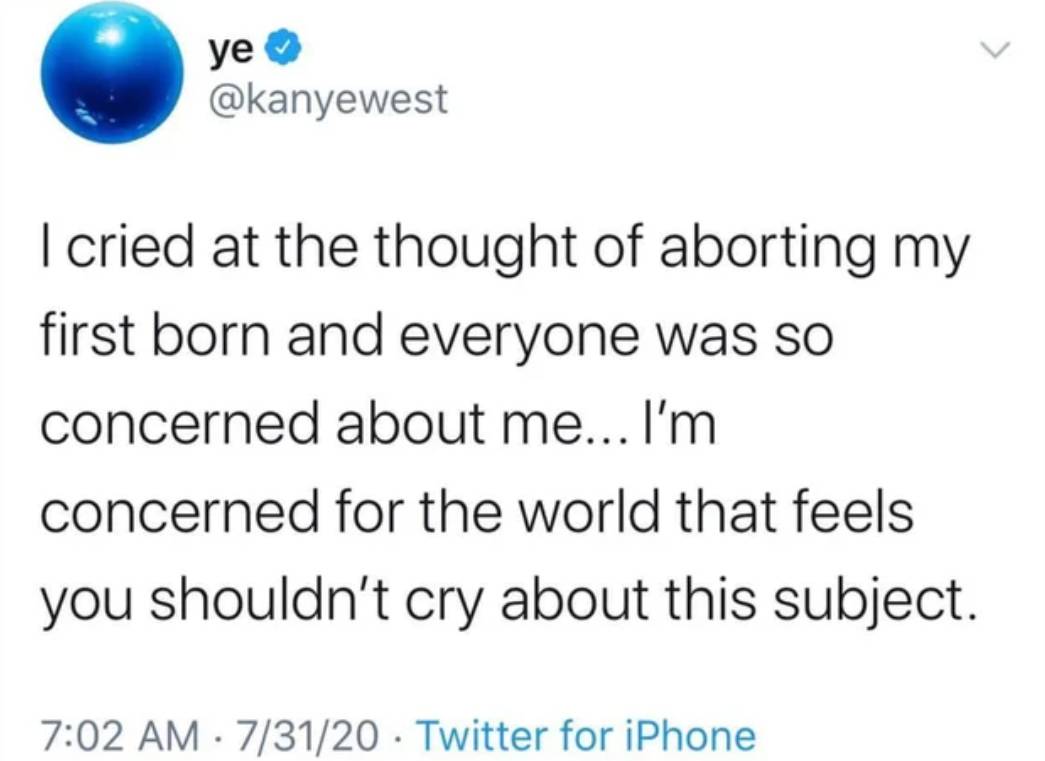 ye
@kanyewest
I cried at the thought of aborting my
first born and everyone was so
concerned about me... I'm
concerned for the world that feels
you shouldn't cry about this subject.
7:02 AM · 7/31/20 · Twitter for iPhone